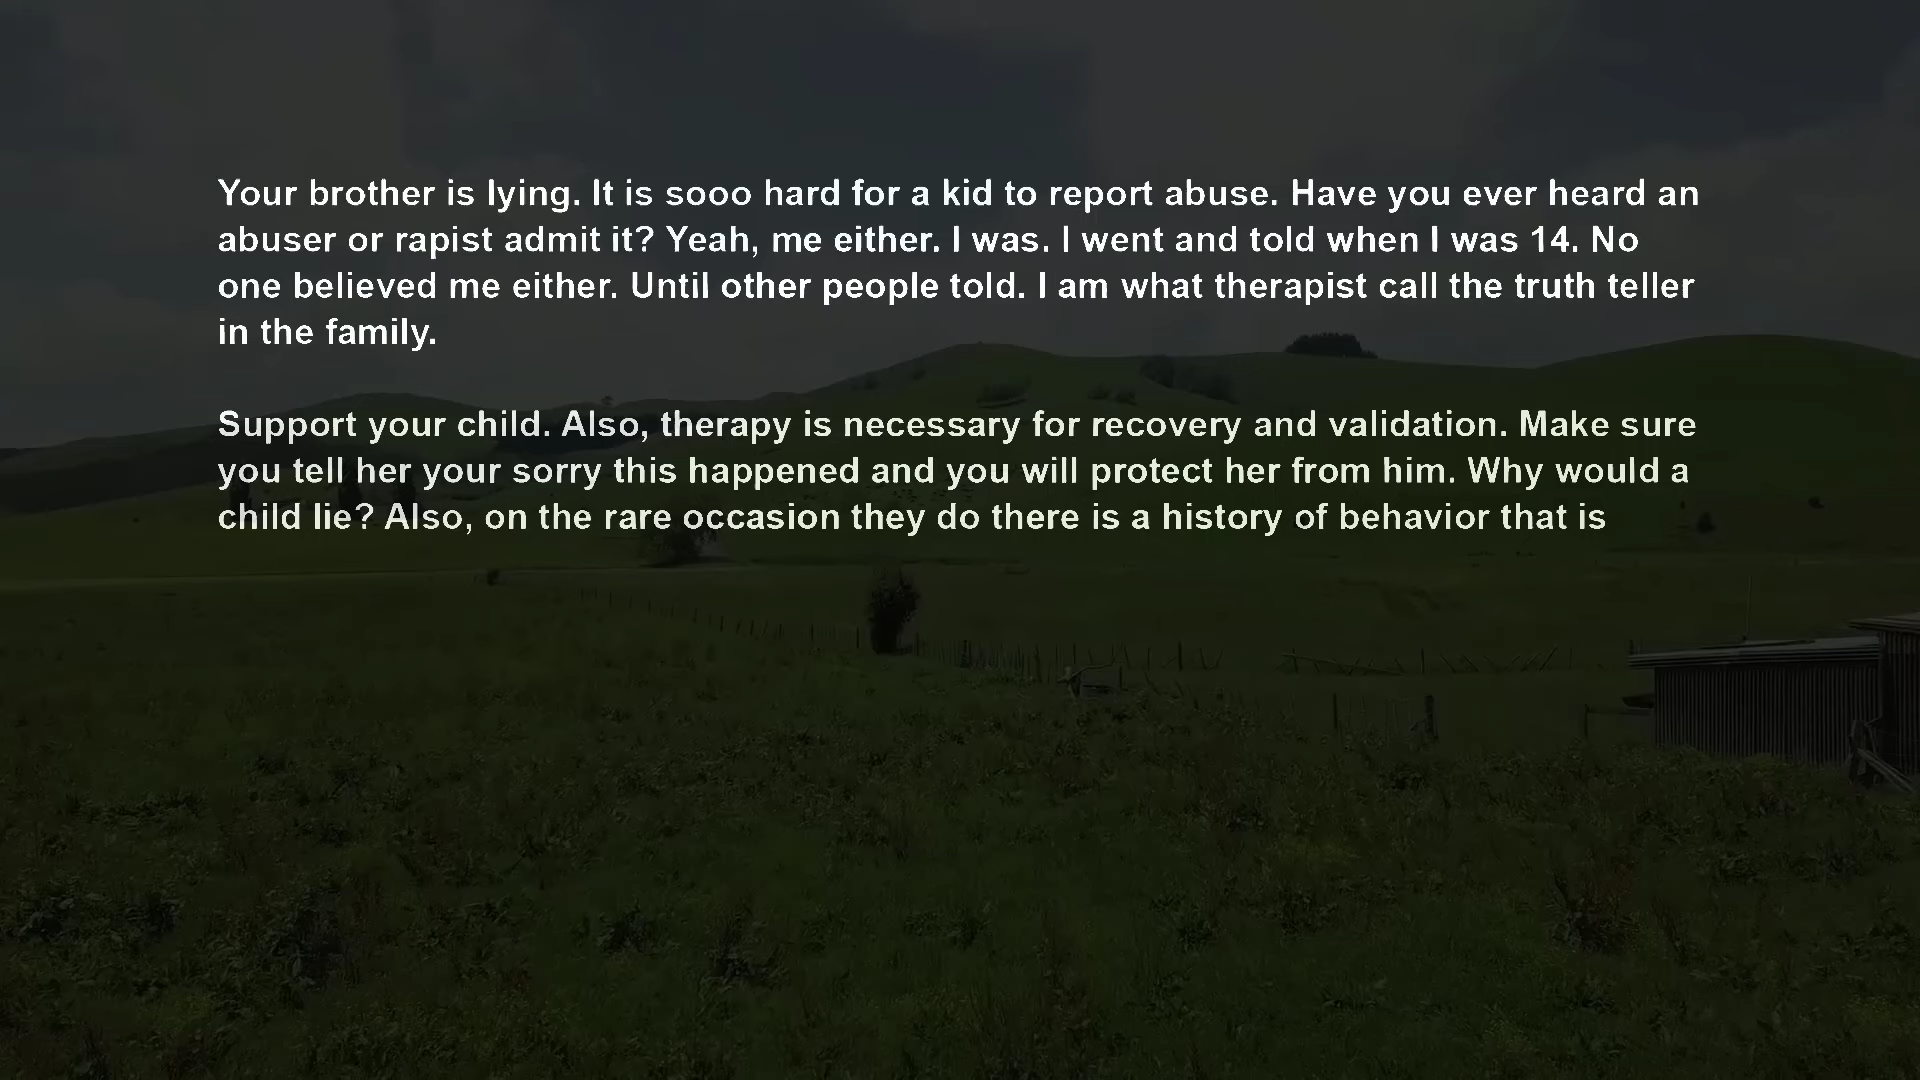 Your brother is lying. It is sooo hard for a kid to report abuse. Have you ever heard an
abuser or rapist admit it? Yeah, me either. I was. I went and told when I was 14. No
one believed me either. Until other people told. I am what therapist call the truth teller
in the family.
Support your child. Also, therapy is necessary for recovery and validation. Make sure
you tell her your sorry this happened and you will protect her from him. Why would a
child lie? Also, on the rare occasion they do there is a history of behavior that is